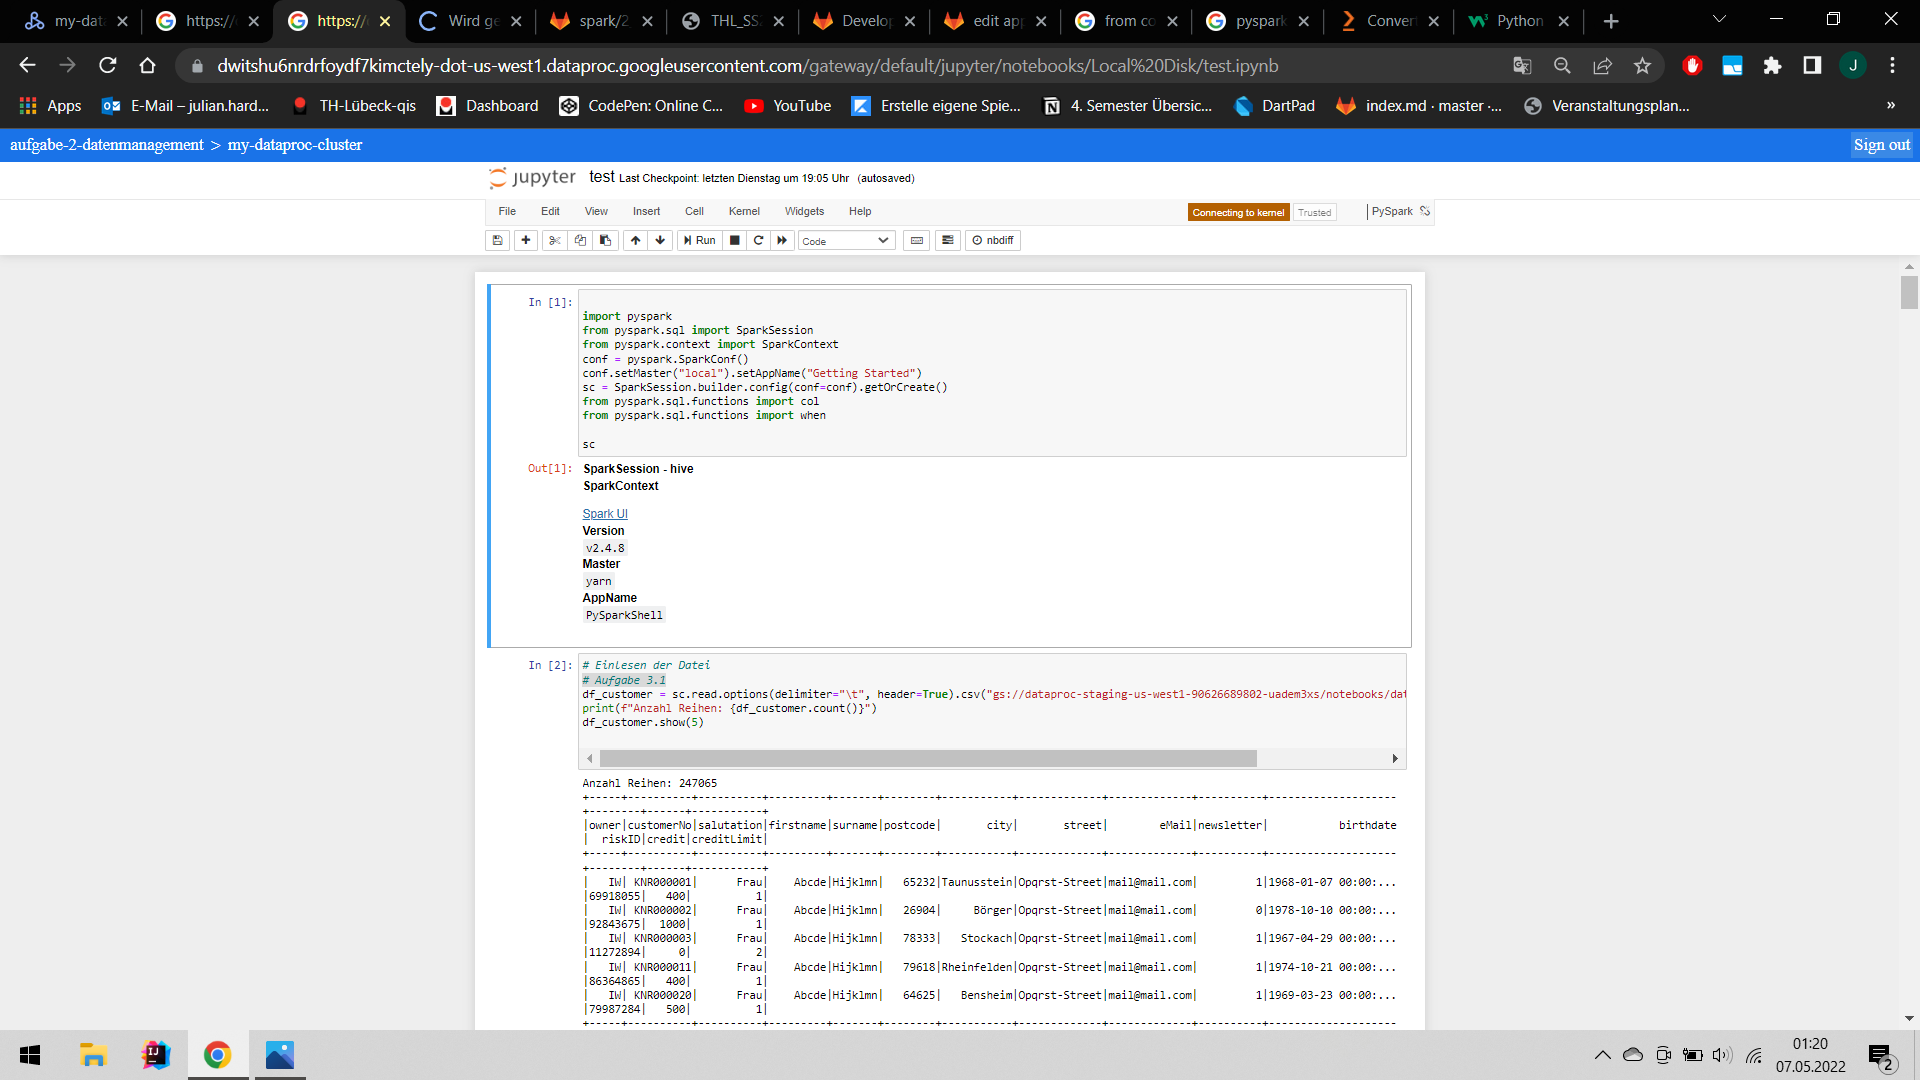 my-dat
https://
https://
Wird ge
spark/2
THL_SS
Develop
edit app
from co
pyspark
Conver
Python
dwitshu6nrdrfoydf7kimctely-dot-us-west1.dataproc.googleusercontent.com/gateway/default/jupyter/notebooks/Local%20Disk/test.ipynb
J
Apps
E-Mail – julian.hard...
TH-Lübeck-qis
Dashboard
CodePen: Online C...
YouTube
Erstelle eigene Spie...
4. Semester Übersic...
DartPad
index.md · master ·...
Veranstaltungsplan...
»
aufgabe-2-datenmanagement > my-dataproc-cluster
Sign out
jupyter test Last Checkpoint: letzten Dienstag um 19:05 Uhr (autosaved)
File Edit View Insert Cell Kernel Widgets Help
Connecting to kernel
Trusted
PySpark
Run
Code
nbdiff
In [1]:
import pyspark
from pyspark.sql import SparkSession
from pyspark.context import SparkContext
conf = pyspark.SparkConf()
conf.setMaster("local").setAppName("Getting Started")
sc = SparkSession.builder.config(conf=conf).getOrCreate()
from pyspark.sql.functions import col
from pyspark.sql.functions import when
sc
Out[1]:
SparkSession - hive
SparkContext
Spark UI
Version
v2.4.8
Master
yarn
AppName
PySparkShell
In [2]:
# Einlesen der Datei
# Aufgabe 3.1
df_customer = sc.read.options(delimiter="\t", header=True).csv("gs://dataproc-staging-us-west1-90626689802-uadem3xs/notebooks/dat
print(f"Anzahl Reihen: {df_customer.count()}")
df_customer.show(5)
Anzahl Reihen: 247065
+-----+----------+----------+---------+-------+--------+-----------+-------------+-------------+----------+--------------------
+--------+------+-----------+
|owner|customerNo|salutation|firstname|surname|postcode|       city|       street|        eMail|newsletter|           birthdate
|  riskID|credit|creditLimit|
+-----+----------+----------+---------+-------+--------+-----------+-------------+-------------+----------+--------------------
+--------+------+-----------+
|   IW| KNR000001|      Frau|    Abcde|Hijklmn|   65232|Taunusstein|Opqrst-Street|mail@mail.com|         1|1968-01-07 00:00:...
|69918055|   400|          1|
|   IW| KNR000002|      Frau|    Abcde|Hijklmn|   26904|     Börger|Opqrst-Street|mail@mail.com|         0|1978-10-10 00:00:...
|92843675|  1000|          1|
|   IW| KNR000003|      Frau|    Abcde|Hijklmn|   78333|   Stockach|Opqrst-Street|mail@mail.com|         1|1967-04-29 00:00:...
|11272894|     0|          2|
|   IW| KNR000011|      Frau|    Abcde|Hijklmn|   79618|Rheinfelden|Opqrst-Street|mail@mail.com|         1|1974-10-21 00:00:...
|86364865|   400|          1|
|   IW| KNR000020|      Frau|    Abcde|Hijklmn|   64625|   Bensheim|Opqrst-Street|mail@mail.com|         1|1969-03-23 00:00:...
|79987284|   500|          1|
+-----+----------+----------+---------+-------+--------+-----------+-------------+-------------+----------+--------------------
01:20
07.05.2022
2